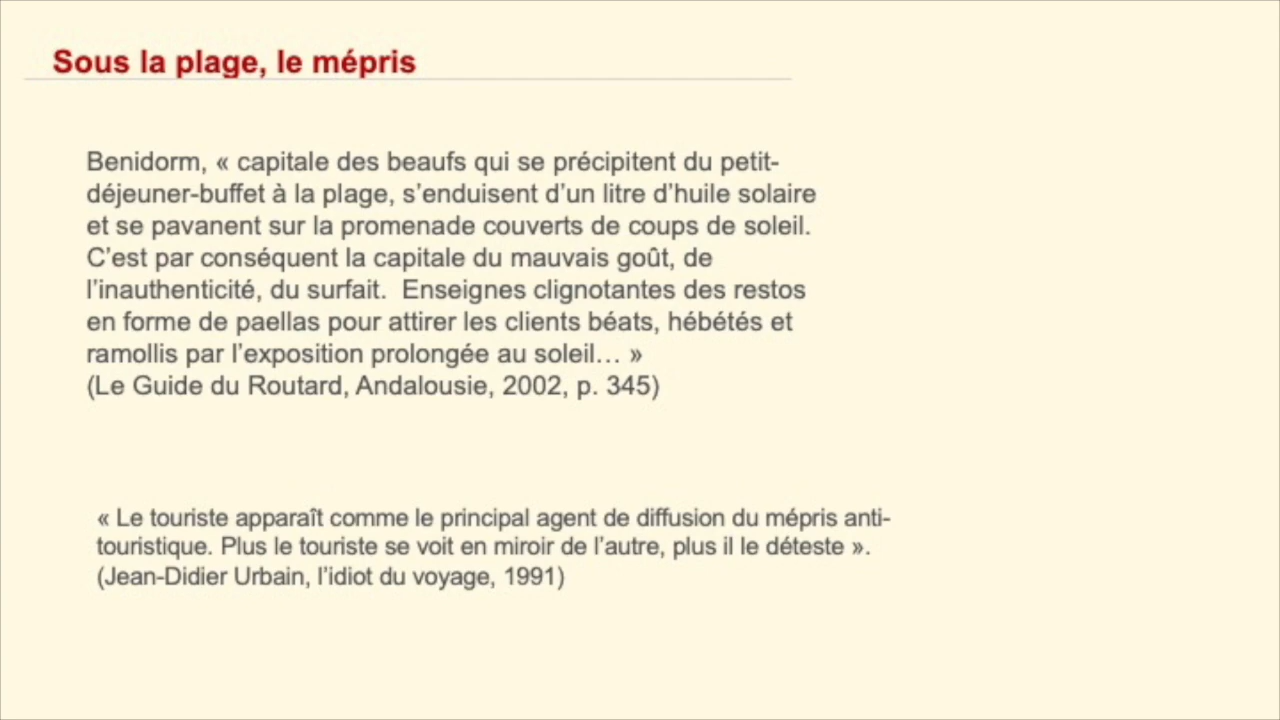 Sous la plage, le mépris
Benidorm, « capitale des beaufs qui se précipitent du petit-
déjeuner-buffet à la plage, s’enduisent d’un litre d’huile solaire
et se pavanent sur la promenade couverts de coups de soleil.
C’est par conséquent la capitale du mauvais goût, de
l’inauthenticité, du surfait.  Enseignes clignotantes des restos
en forme de paellas pour attirer les clients béats, hébétés et
ramollis par l’exposition prolongée au soleil… »
(Le Guide du Routard, Andalousie, 2002, p. 345)
« Le touriste apparaît comme le principal agent de diffusion du mépris anti-
touristique. Plus le touriste se voit en miroir de l’autre, plus il le déteste ».
(Jean-Didier Urbain, l’idiot du voyage, 1991)